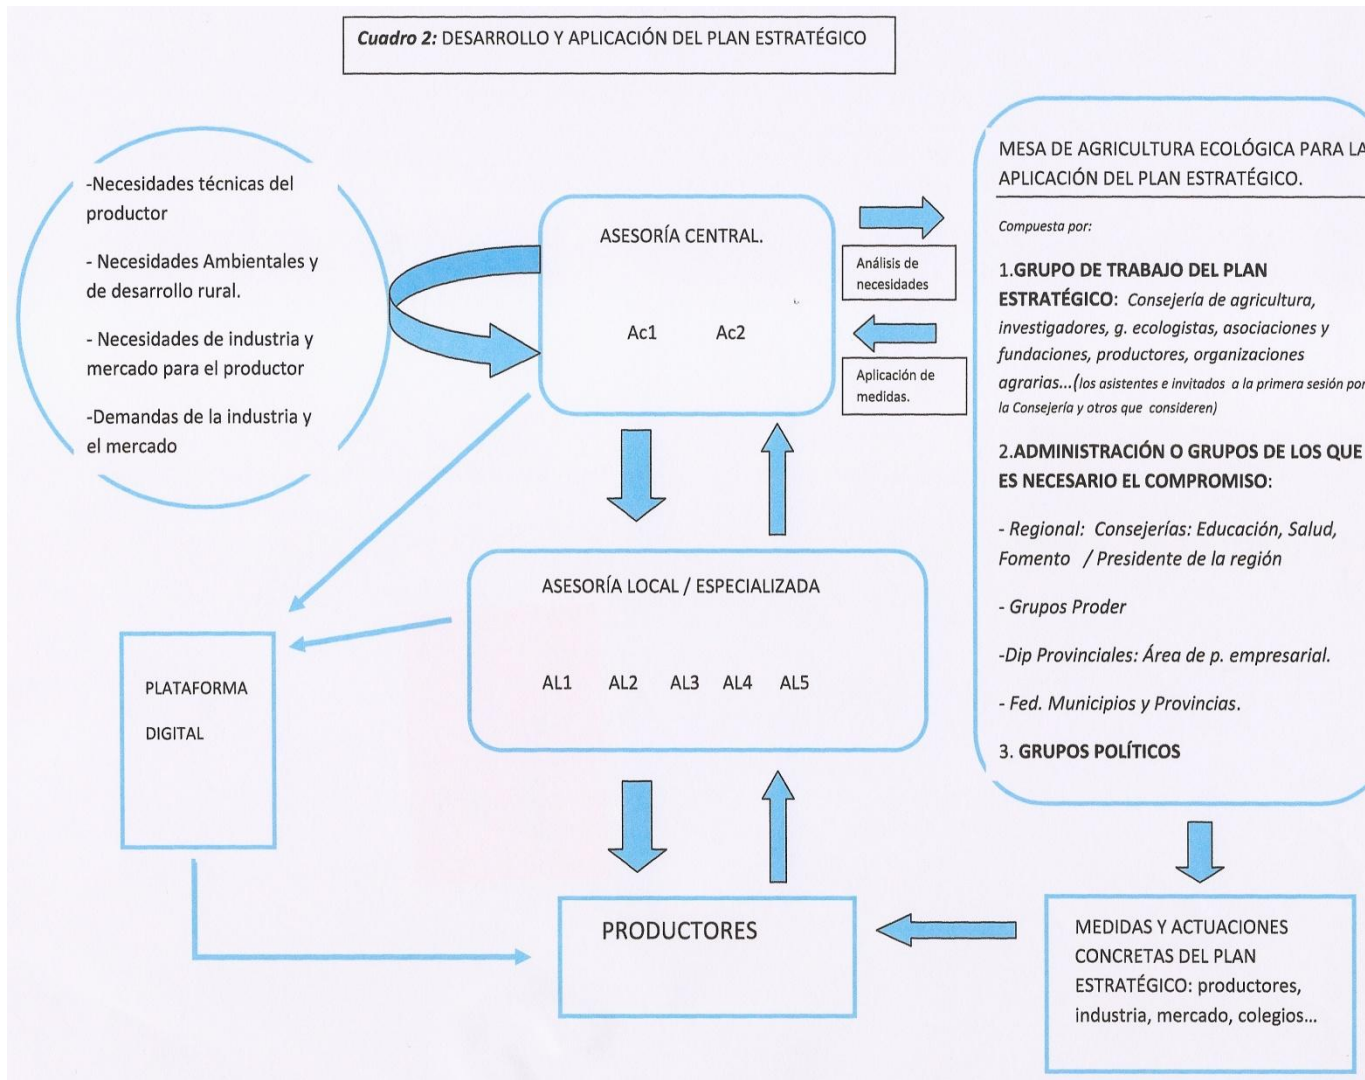 Cuadro 2: DESARROLLO Y APLICACIÓN DEL PLAN ESTRATÉGICO
-Necesidades técnicas del
productor
- Necesidades Ambientales y
de desarrollo rural.
- Necesidades de industria y
mercado para el productor
-Demandas de la industria y
el mercado
ASESORÍA CENTRAL.
Ac1 Ac2
Análisis de
necesidades
Aplicación de
medidas.
MESA DE AGRICULTURA ECOLÓGICA PARA LA
APLICACIÓN DEL PLAN ESTRATÉGICO.
Compuesta por:
1.GRUPO DE TRABAJO DEL PLAN
ESTRATÉGICO: Consejería de agricultura,
investigadores, g. ecologistas, asociaciones y
fundaciones, productores, organizaciones
agrarias...(los asistentes e invitados a la primera sesión por
la Consejería y otros que consideren)
2.ADMINISTRACIÓN O GRUPOS DE LOS QUE
ES NECESARIO EL COMPROMISO:
- Regional: Consejerías: Educación, Salud,
Fomento / Presidente de la región
- Grupos Proder
-Dip Provinciales: Área de p. empresarial.
- Fed. Municipios y Provincias.
3. GRUPOS POLÍTICOS
ASESORÍA LOCAL / ESPECIALIZADA
AL1 AL2 AL3 AL4 AL5
PLATAFORMA
DIGITAL
PRODUCTORES
MEDIDAS Y ACTUACIONES
CONCRETAS DEL PLAN
ESTRATÉGICO: productores,
industria, mercado, colegios...